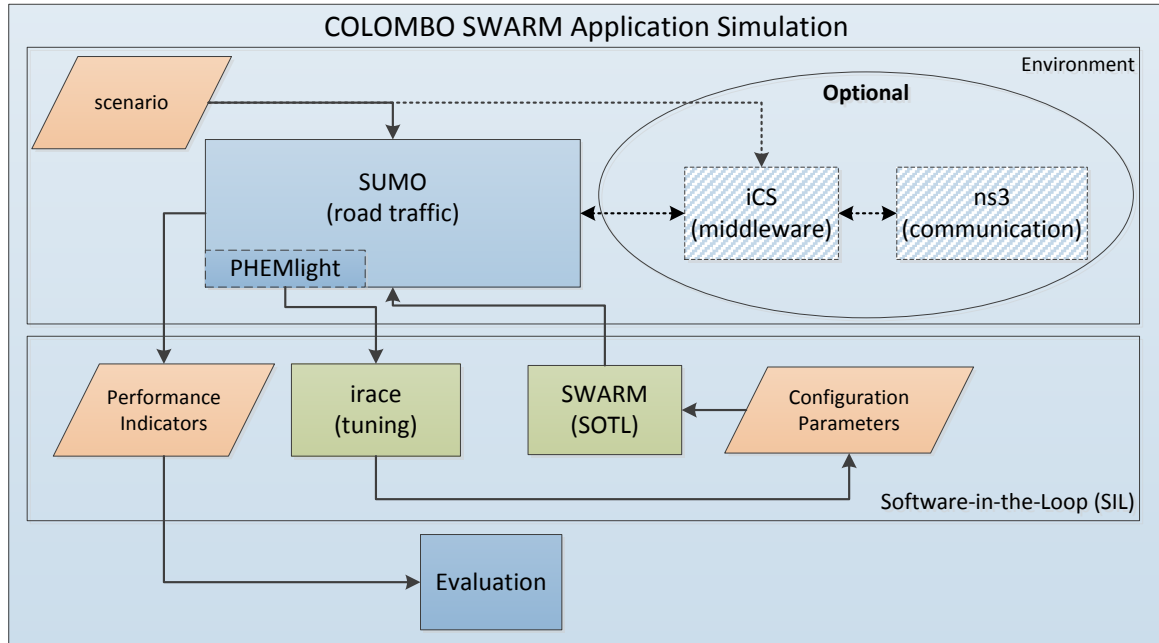 COLOMBO SWARM Application Simulation
Environment
scenario
Optional
SUMO
(road traffic)
iCS
(middleware)
ns3
(communication)
PHEMlight
Performance
Indicators
irace
(tuning)
SWARM
(SOTL)
Configuration
Parameters
Software-in-the-Loop (SIL)
Evaluation